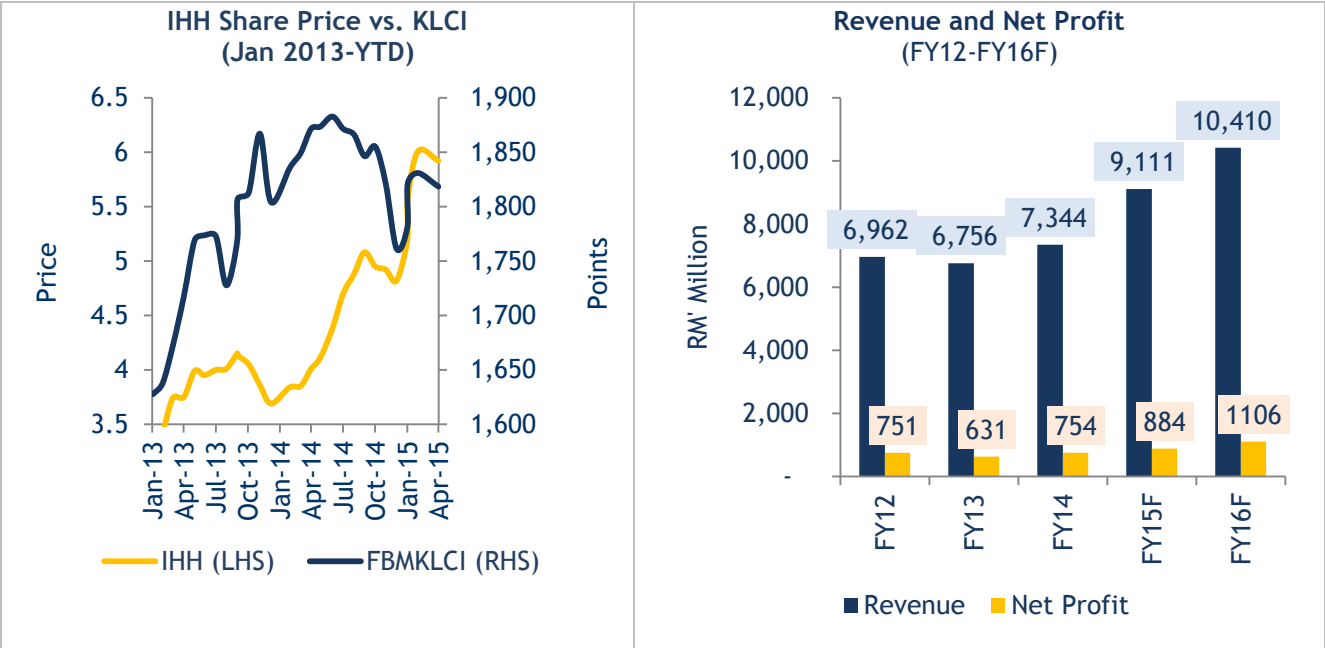 IHH Share Price vs. KLCI
(Jan 2013-YTD)
6.5
6
5.5
5
4.5
4
3.5
Price
1,900
1,850
1,800
1,750
1,700
1,650
1,600
Points
Jan-13
Apr-13
Jul-13
Oct-13
Jan-14
Apr-14
Jul-14
Oct-14
Jan-15
Apr-15
IHH (LHS)
FBMKLCI (RHS)
Revenue and Net Profit
(FY12-FY16F)
12,000
10,000
8,000
6,000
4,000
2,000
-
RM' Million
6,962
6,756
7,344
9,111
10,410
751
631
754
884
1106
FY12
FY13
FY14
FY15F
FY16F
Revenue
Net Profit